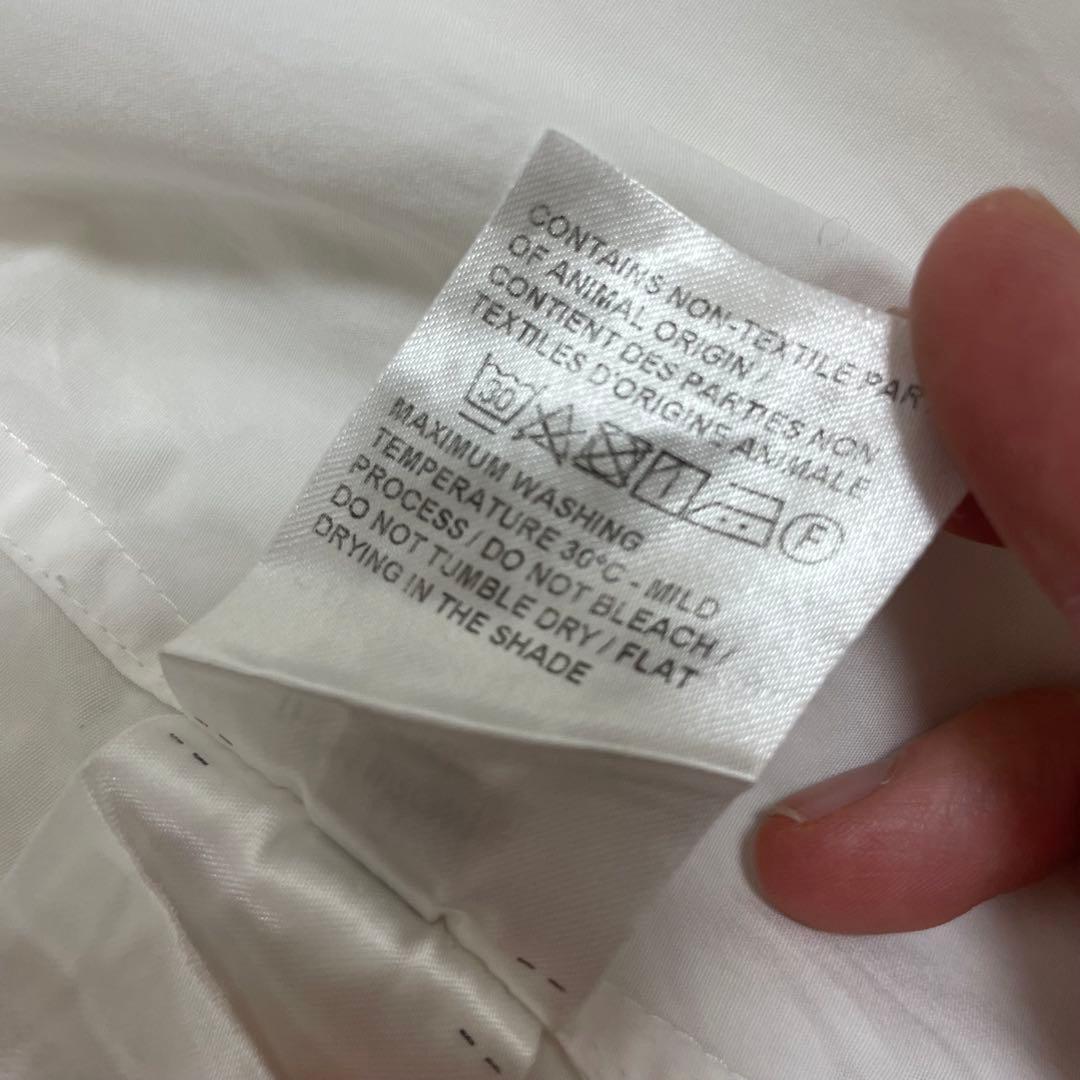 CONTAINS NON-TEXTILE
OF ANIMAL ORIGIN /
CONTIENT DES PARTIES NON
TEXTILES D'ORIGINE ANIMALE
30 F
MAXIMUM WASHING
TEMPERATURE 30°C - MILD
PROCESS / DO NOT BLEACH /
DO NOT TUMBLE DRY / FLAT
DRYING IN THE SHADE